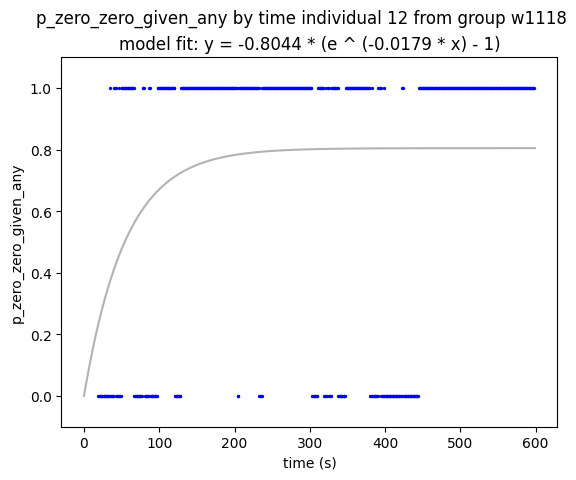 p_zero_zero_given_any by time individual 12 from group w1118
model fit: y = -0.8044 * (e ^ (-0.0179 * x) - 1)
p_zero_zero_given_any
1.0
0.8
0.6
0.4
0.2
0.0
0 100 200 300 400 500 600
time (s)